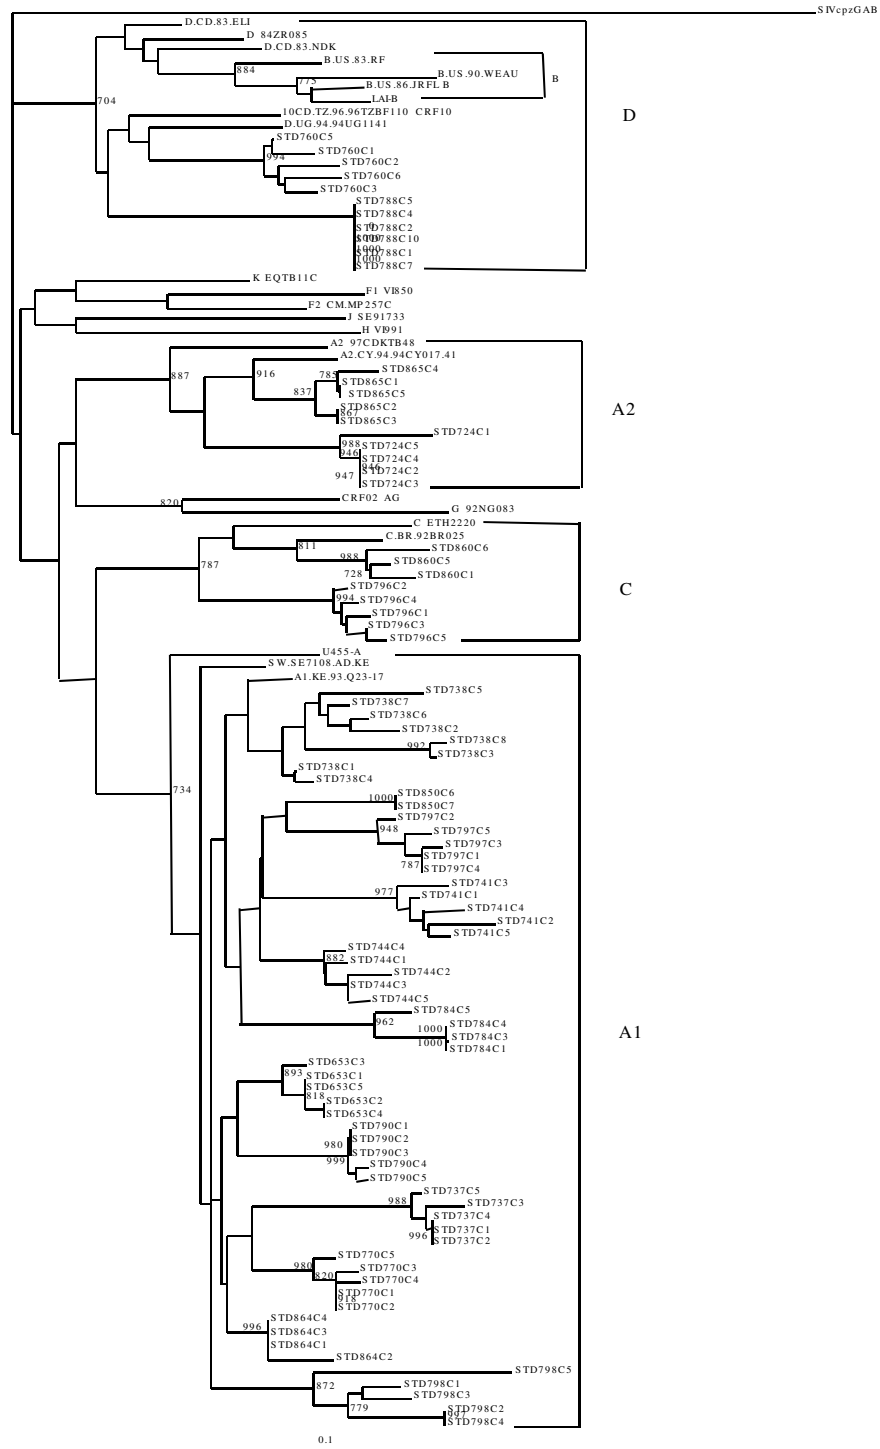 SIVcpzGAB
D.CD.83.ELI
D 84ZR085
D.CD.83.NDK
B.US.83.RF
884
B.US.90.WEAU
B
775
B.US.86.JRFL B
LAI-B
704
10CD.TZ.96.96TZBF110 CRF10
D
D.UG.94.94UG1141
STD760C5
STD760C1
994
STD760C2
STD760C6
STD760C3
STD788C5
STD788C4
0
STD788C2
1000
STD788C10
1000
STD788C1
1000
STD788C7
K EQTB11C
F1 VI850
F2 CM.MP257C
J SE91733
H VI991
A2 97CDKTB48
A2.CY.94.94CY017.41
STD865C4
887
916
785
STD865C1
837
STD865C5
STD865C2
867
STD865C3
A2
STD724C1
988
STD724C5
946
STD724C4
946
STD724C2
947
STD724C3
CRF02 AG
820
G 92NG083
C ETH2220
C.BR.92BR025
811
STD860C6
988
STD860C5
787
728
STD860C1
STD796C2
C
994
STD796C4
STD796C1
STD796C3
STD796C5
U455-A
SW.SE7108.AD.KE
A1.KE.93.Q23-17
STD738C5
STD738C7
STD738C6
STD738C2
STD738C8
992
STD738C3
STD738C1
STD738C4
734
STD850C6
1000
STD850C7
STD797C2
948
STD797C5
STD797C3
STD797C1
787
STD797C4
STD741C3
977
STD741C1
STD741C4
STD741C2
STD741C5
STD744C4
882
STD744C1
STD744C2
STD744C3
STD744C5
STD784C5
962
STD784C4
1000
STD784C3
1000
STD784C1
A1
STD653C3
893
STD653C1
STD653C5
818
STD653C2
STD653C4
STD790C1
STD790C2
980
STD790C3
999
STD790C4
STD790C5
STD737C5
988
STD737C3
STD737C4
STD737C1
996
STD737C2
STD770C5
980
STD770C3
820
STD770C4
STD770C1
918
STD770C2
STD864C4
996
STD864C3
STD864C1
STD864C2
STD798C5
872
STD798C1
STD798C3
779
STD798C2
997
STD798C4
0.1